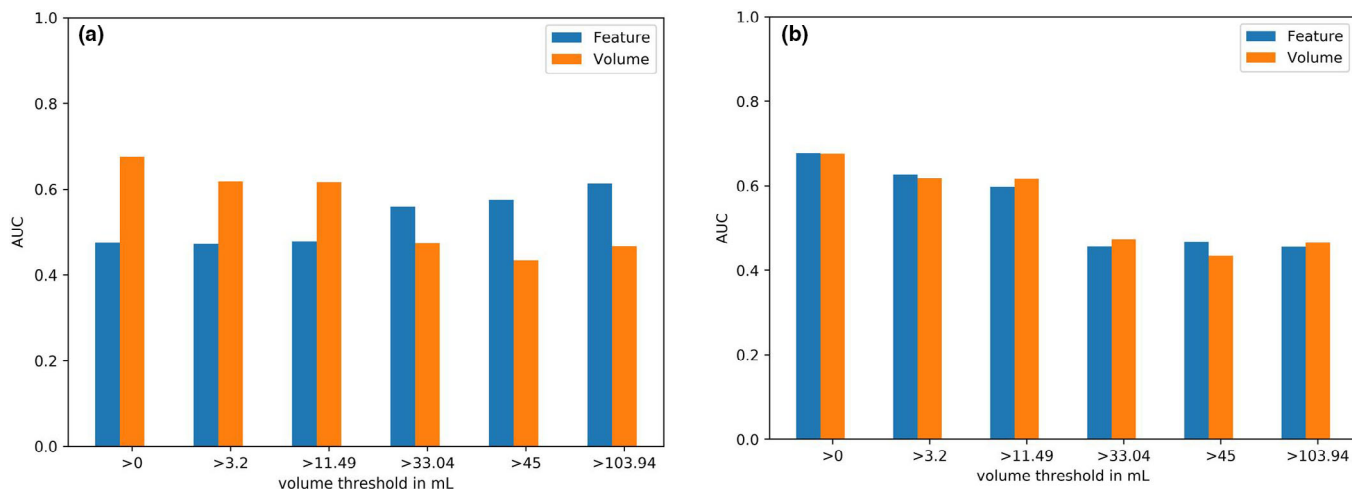 (a)
Feature
Volume
1.0
0.8
0.6
0.4
0.2
0.0
AUC
>0 >3.2 >11.49 >33.04 >45 >103.94
volume threshold in mL
(b)
Feature
Volume
1.0
0.8
0.6
0.4
0.2
0.0
AUC
>0 >3.2 >11.49 >33.04 >45 >103.94
volume threshold in mL